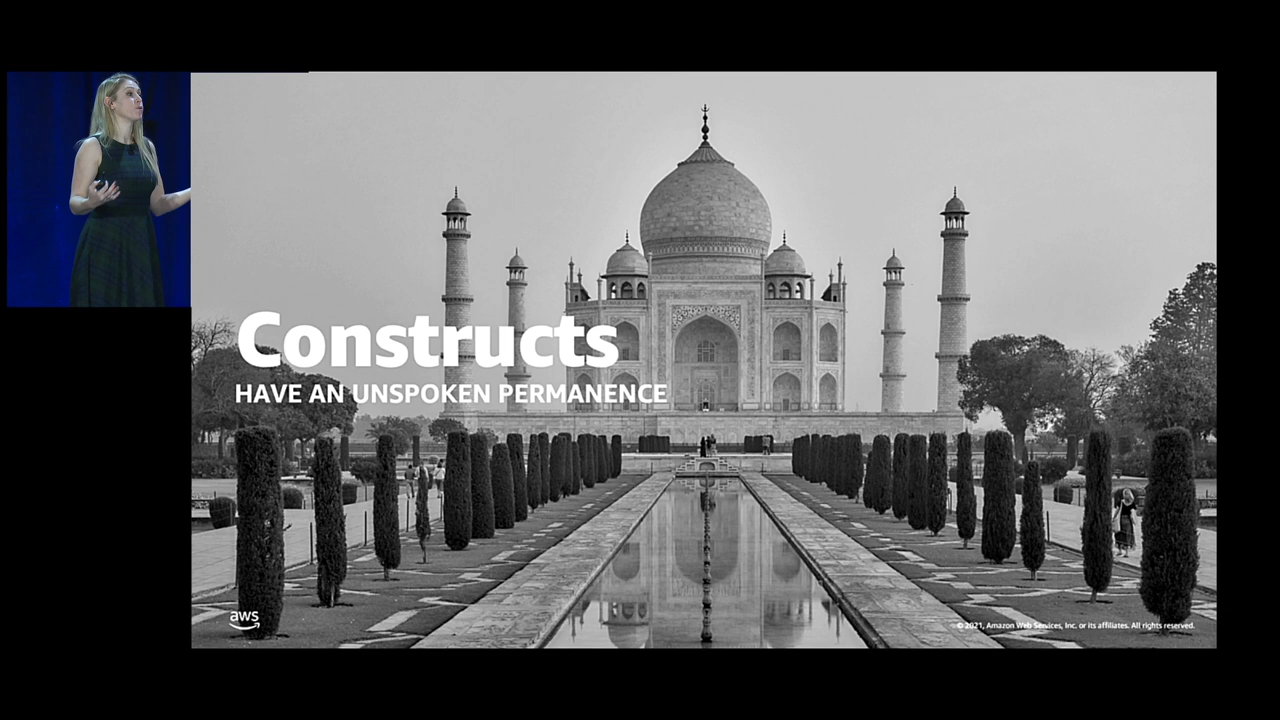 Constructs
HAVE AN UNSPOKEN PERMANENCE
aws
© 2021, Amazon Web Services, Inc. or its affiliates. All rights reserved.